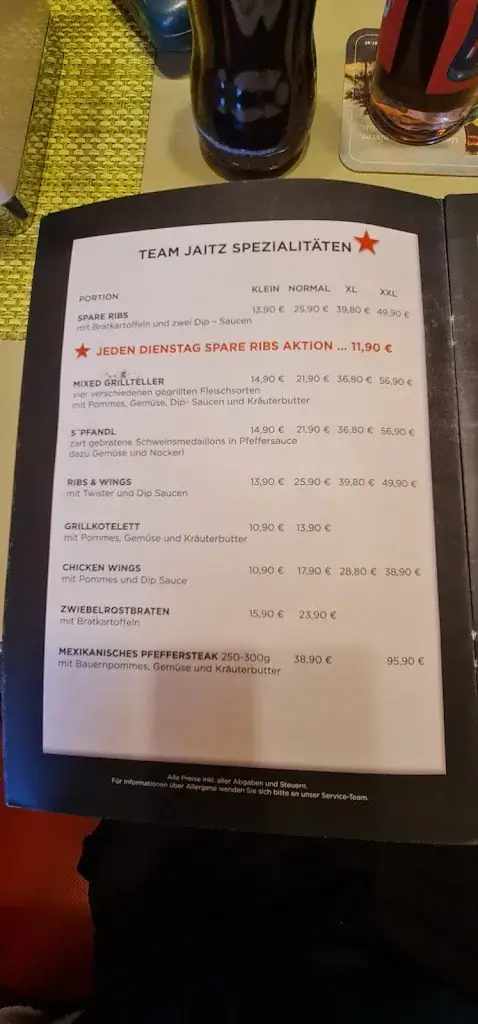 TEAM JAITZ SPEZIALITÄTEN
PORTION KLEIN NORMAL XL XXL
SPARE RIBS 13,90 € 25,90 € 39,80 € 49,90 €
mit Bratkartoffeln und zwei Dip – Saucen
JEDEN DIENSTAG SPARE RIBS AKTION ... 11,90 €
MIXED GRILLTELLER 14,90 € 21,90 € 36,80 € 56,90 €
vier verschiedenen gegrillten Fleischsorten
mit Pommes, Gemüse, Dip- Saucen und Kräuterbutter
S´PFANDL 14,90 € 21,90 € 36,80 € 56,90 €
zart gebratene Schweinsmedaillons in Pfeffersauce
dazu Gemüse und Nockerl
RIBS & WINGS 13,90 € 25,90 € 39,80 € 49,90 €
mit Twister und Dip Saucen
GRILLKOTELETT 10,90 € 13,90 €
mit Pommes, Gemüse und Kräuterbutter
CHICKEN WINGS 10,90 € 17,90 € 28,80 € 38,90 €
mit Pommes und Dip Sauce
ZWIEBELROSTBRATEN 15,90 € 23,90 €
mit Bratkartoffeln
MEXIKANISCHES PFEFFERSTEAK 250-300g 38,90 € 95,90 €
mit Bauernpommes, Gemüse und Kräuterbutter
Alle Preise inkl. aller Abgaben und Steuern.
Für Informationen über Allergene wenden Sie sich bitte an unser Service-Team.